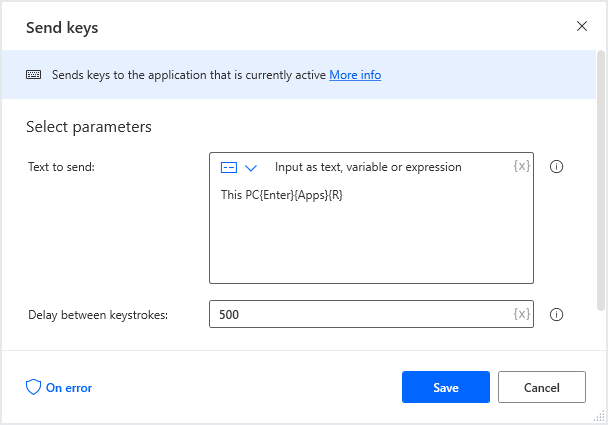 Send keys
Sends keys to the application that is currently active More info
Select parameters
Text to send:
Input as text, variable or expression
{x}
This PC{Enter}{Apps}{R}
Delay between keystrokes:
500
{x}
On error
Save
Cancel